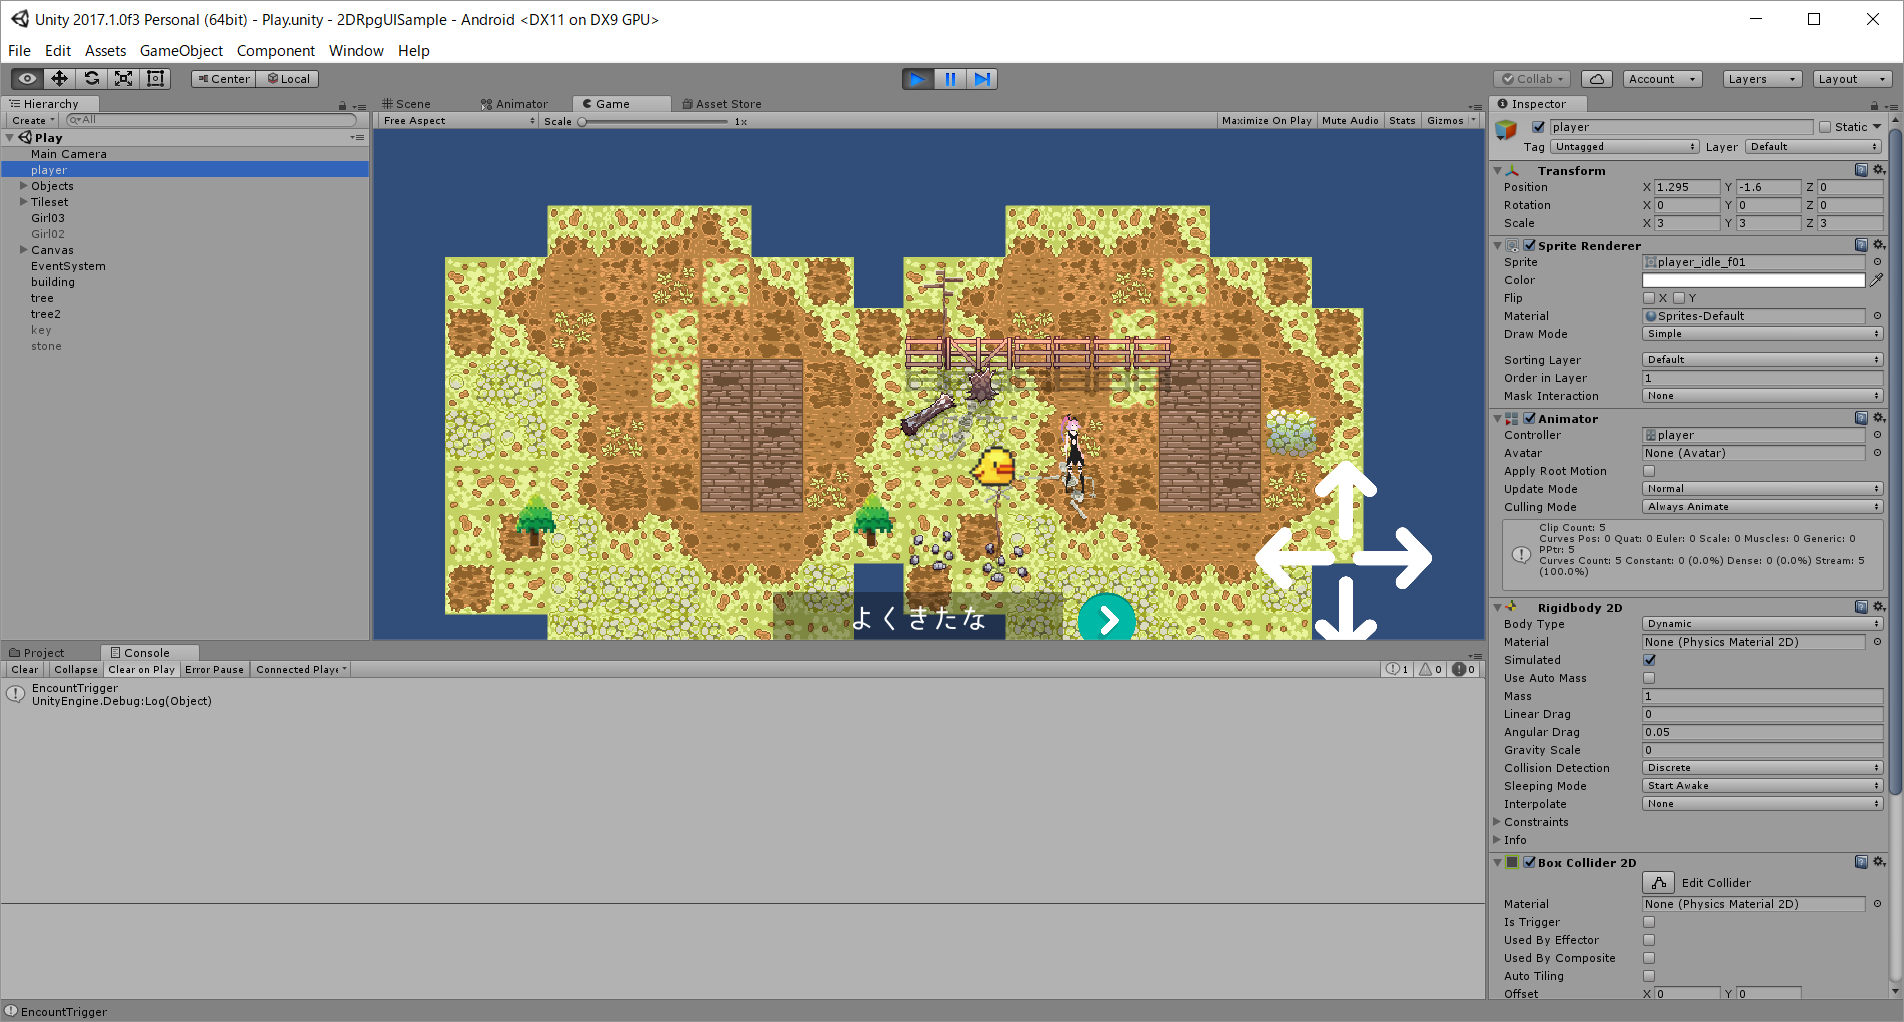 Unity 2017.1.0f3 Personal (64bit) - Play.unity - 2DRpgUISample - Android <DX11 on DX9 GPU>
File Edit Assets GameObject Component Window Help
Center Local Collab Account Layers Layout
Hierarchy
Create All
Play
Main Camera
player
Objects
Tileset
Girl03
Girl02
Canvas
EventSystem
building
tree
tree2
key
stone
Scene Animator Game Asset Store
Free Aspect Scale 1x Maximize On Play Mute Audio Stats Gizmos
よくきたな
Project Console
Clear Collapse Clear on Play Error Pause Connected Playe 1 0 0
EncountTrigger
UnityEngine.Debug:Log(Object)
Inspector
player Static
Tag Untagged Layer Default
Transform
Position X 1.295 Y -1.6 Z 0
Rotation X 0 Y 0 Z 0
Scale X 3 Y 3 Z 3
Sprite Renderer
Sprite player_idle_f01
Color
Flip X Y
Material Sprites-Default
Draw Mode Simple
Sorting Layer Default
Order in Layer 1
Mask Interaction None
Animator
Controller player
Avatar None (Avatar)
Apply Root Motion
Update Mode Normal
Culling Mode Always Animate
Clip Count: 5
Curves Pos: 0 Quat: 0 Euler: 0 Scale: 0 Muscles: 0 Generic: 0
PPtr: 5
Curves Count: 5 Constant: 0 (0.0%) Dense: 0 (0.0%) Stream: 5
(100.0%)
Rigidbody 2D
Body Type Dynamic
Material None (Physics Material 2D)
Simulated
Use Auto Mass
Mass 1
Linear Drag 0
Angular Drag 0.05
Gravity Scale 0
Collision Detection Discrete
Sleeping Mode Start Awake
Interpolate None
Constraints
Info
Box Collider 2D
Edit Collider
Material None (Physics Material 2D)
Is Trigger
Used By Effector
Used By Composite
Auto Tiling
Offset X 0 Y 0
EncountTrigger